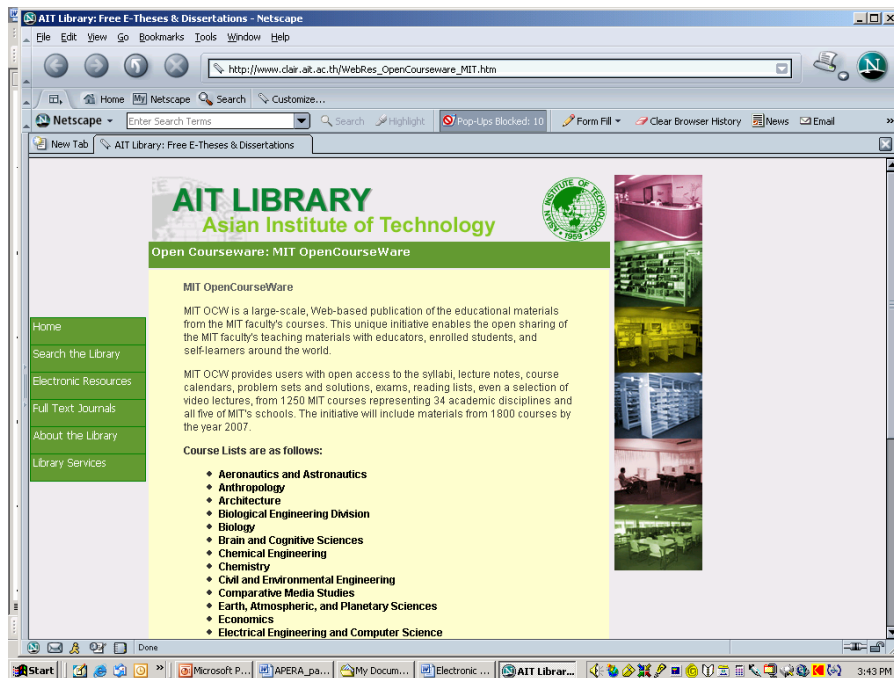 AIT Library: Free E-Theses & Dissertations - Netscape
File Edit View Go Bookmarks Tools Window Help
http://www.clair.ait.ac.th/WebRes_OpenCourseware_MIT.htm
Home My Netscape Search Customize...
Netscape Enter Search Terms Search Highlight Pop-Ups Blocked: 10 Form Fill Clear Browser History News Email »
New Tab AIT Library: Free E-Theses & Dissertations
AIT LIBRARY
Asian Institute of Technology
ASIAN INSTITUTE OF TECHNOLOGY
1959
Open Courseware: MIT OpenCourseWare
Home
Search the Library
Electronic Resources
Full Text Journals
About the Library
Library Services
MIT OpenCourseWare
MIT OCW is a large-scale, Web-based publication of the educational materials
from the MIT faculty's courses. This unique initiative enables the open sharing of
the MIT faculty's teaching materials with educators, enrolled students, and
self-learners around the world.
MIT OCW provides users with open access to the syllabi, lecture notes, course
calendars, problem sets and solutions, exams, reading lists, even a selection of
video lectures, from 1250 MIT courses representing 34 academic disciplines and
all five of MIT's schools. The initiative will include materials from 1800 courses by
the year 2007.
Course Lists are as follows:
Aeronautics and Astronautics
Anthropology
Architecture
Biological Engineering Division
Biology
Brain and Cognitive Sciences
Chemical Engineering
Chemistry
Civil and Environmental Engineering
Comparative Media Studies
Earth, Atmospheric, and Planetary Sciences
Economics
Electrical Engineering and Computer Science
Done
Start » Microsoft P... APERA_pa... My Docum... Electronic ... AIT Librar... 3:43 PM